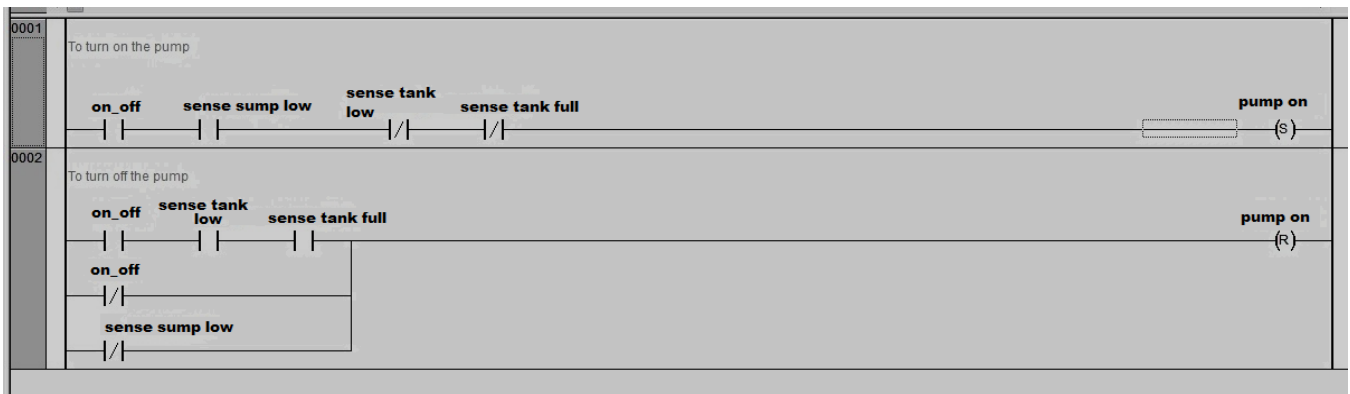 0001
To turn on the pump
on_off sense sump low sense tank low sense tank full pump on
S
0002
To turn off the pump
on_off sense tank low sense tank full pump on
R
on_off
sense sump low